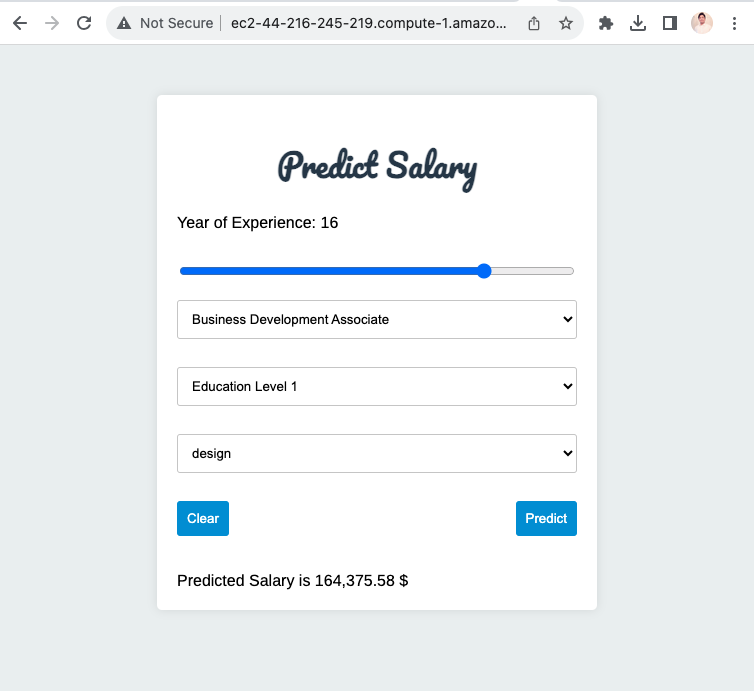 Not Secure ec2-44-216-245-219.compute-1.amazo...
Predict Salary
Year of Experience: 16
Business Development Associate
Education Level 1
design
Clear Predict
Predicted Salary is 164,375.58 $